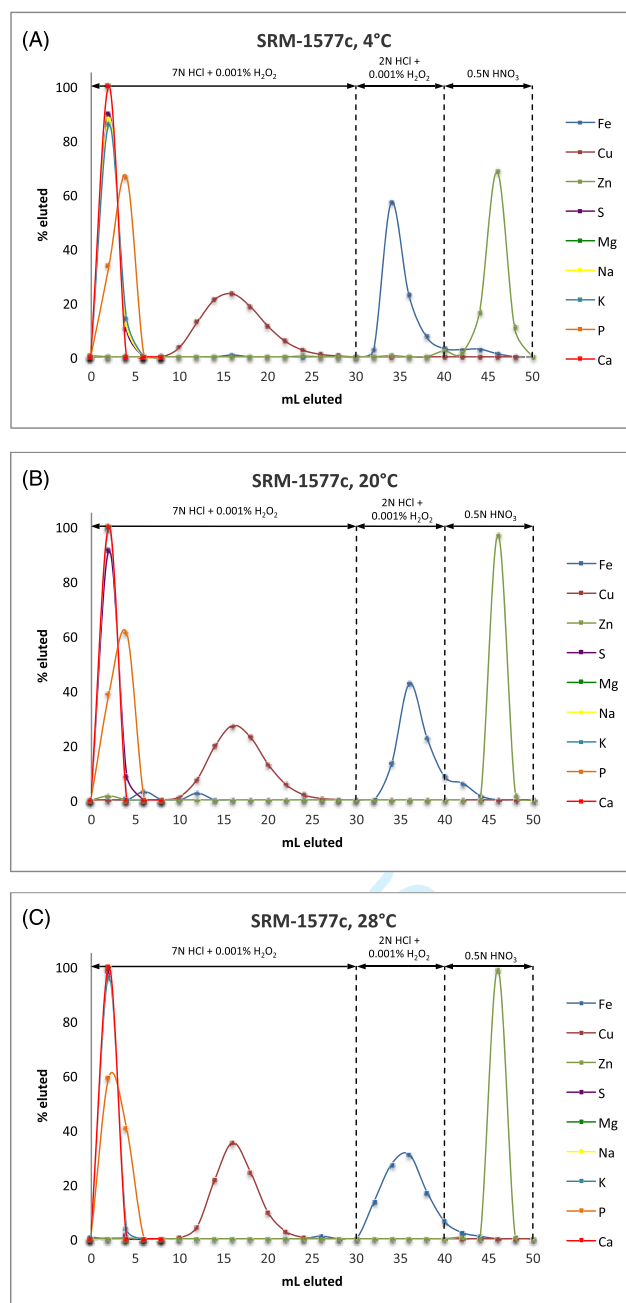 (A)
SRM-1577c, 4°C
7N HCl + 0.001% H₂O₂
2N HCl +
0.001% H₂O₂
0.5N HNO₃
% eluted
100
80
60
40
20
0
0 5 10 15 20 25 30 35 40 45 50
mL eluted
Fe
Cu
Zn
S
Mg
Na
K
P
Ca
(B)
SRM-1577c, 20°C
7N HCl + 0.001% H₂O₂
2N HCl +
0.001% H₂O₂
0.5N HNO₃
% eluted
100
80
60
40
20
0
0 5 10 15 20 25 30 35 40 45 50
mL eluted
Fe
Cu
Zn
S
Mg
Na
K
P
Ca
(C)
SRM-1577c, 28°C
7N HCl + 0.001% H₂O₂
2N HCl +
0.001% H₂O₂
0.5N HNO₃
% eluted
100
80
60
40
20
0
0 5 10 15 20 25 30 35 40 45 50
mL eluted
Fe
Cu
Zn
S
Mg
Na
K
P
Ca